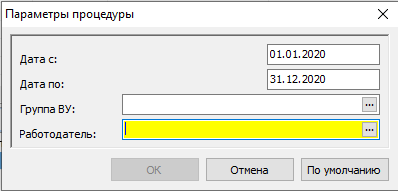 Параметры процедуры
Дата с: 01.01.2020
Дата по: 31.12.2020
Группа ВУ: ...
Работодатель: ...
OK Отмена По умолчанию